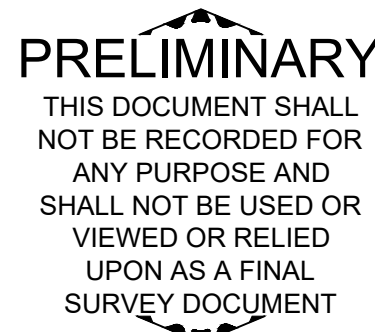 PRELIMINARY
THIS DOCUMENT SHALL
NOT BE RECORDED FOR
ANY PURPOSE AND
SHALL NOT BE USED OR
VIEWED OR RELIED
UPON AS A FINAL
SURVEY DOCUMENT